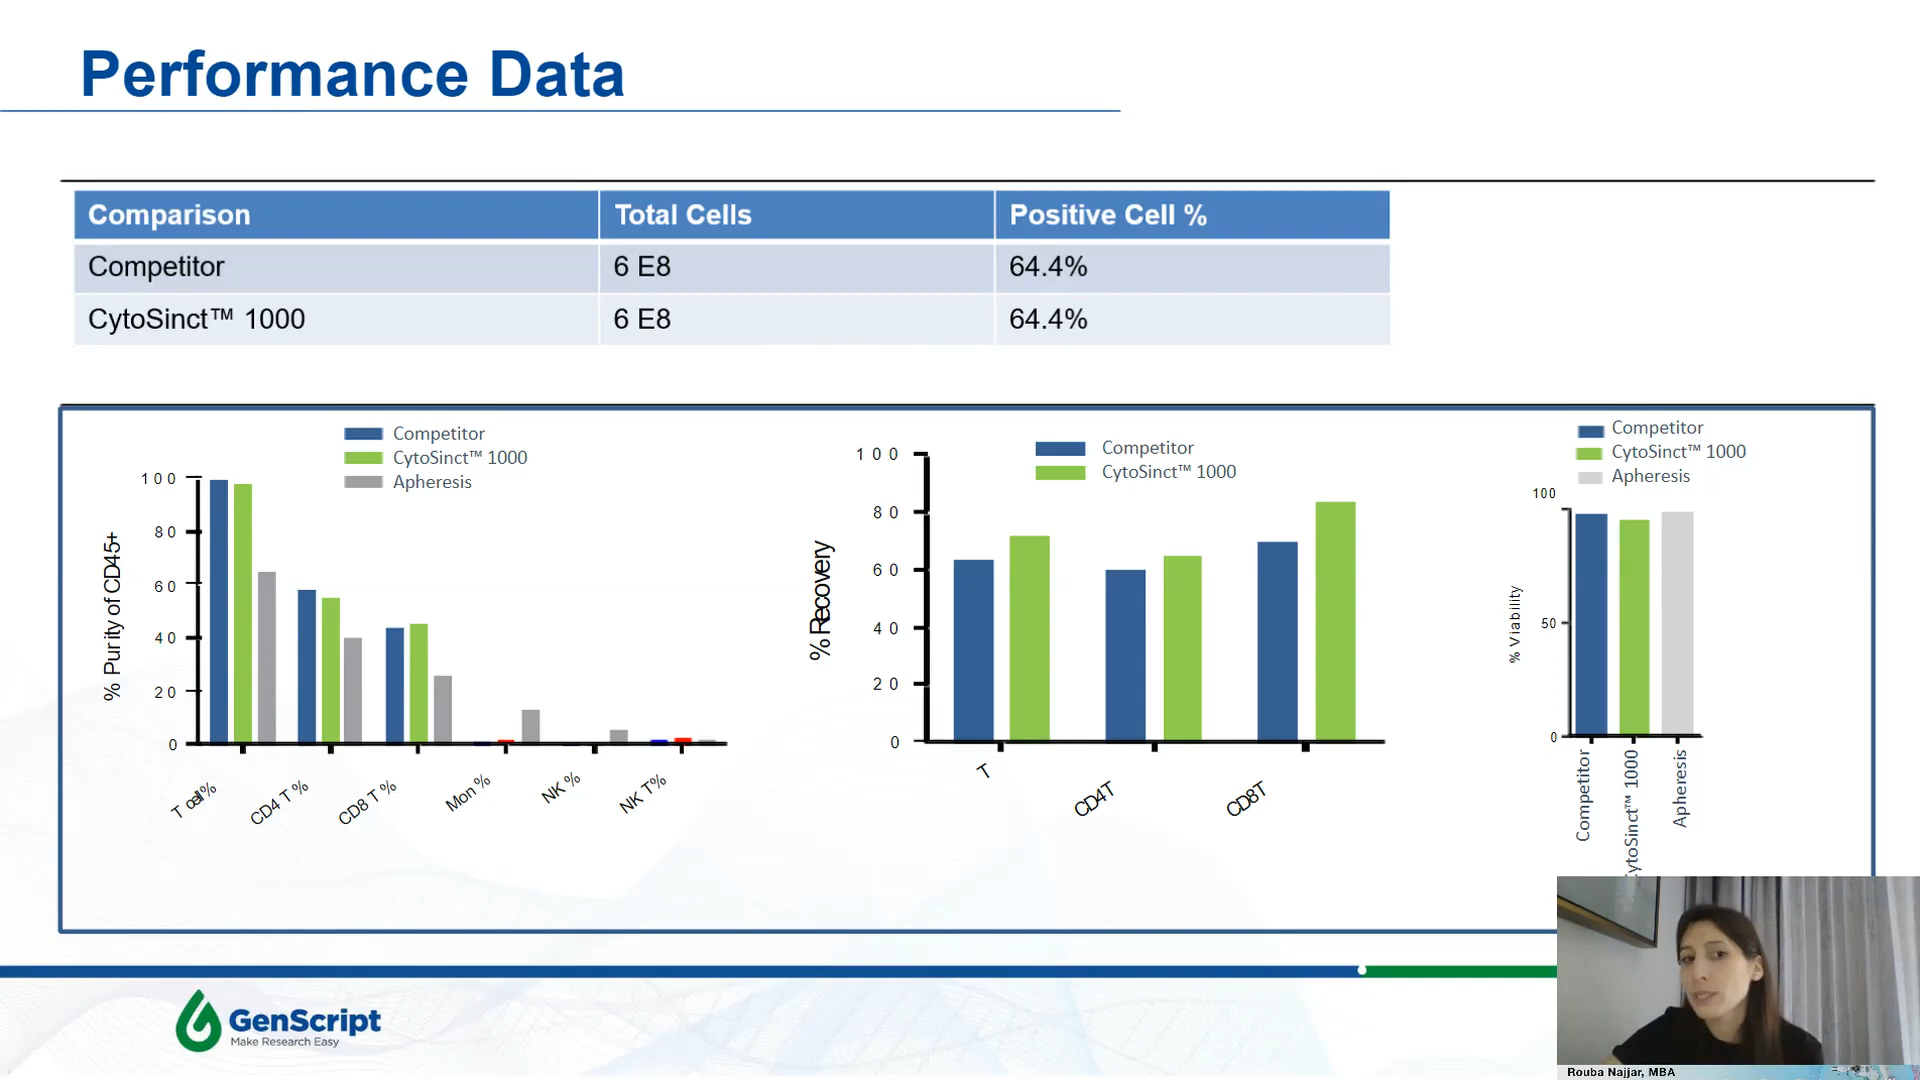 Performance Data
Comparison Total Cells Positive Cell %
Competitor 6 E8 64.4%
CytoSinct™ 1000 6 E8 64.4%
Competitor
CytoSinct™ 1000
Apheresis
% Purity of CD45+
100
80
60
40
20
0
T cell%
CD4 T %
CD8 T %
Mon %
NK %
NK T%
Competitor
CytoSinct™ 1000
% Recovery
100
80
60
40
20
0
T
CD4T
CD8T
Competitor
CytoSinct™ 1000
Apheresis
% Viability
100
50
0
Competitor
CytoSinct™ 1000
Apheresis
GenScript
Make Research Easy
Rouba Najjar, MBA